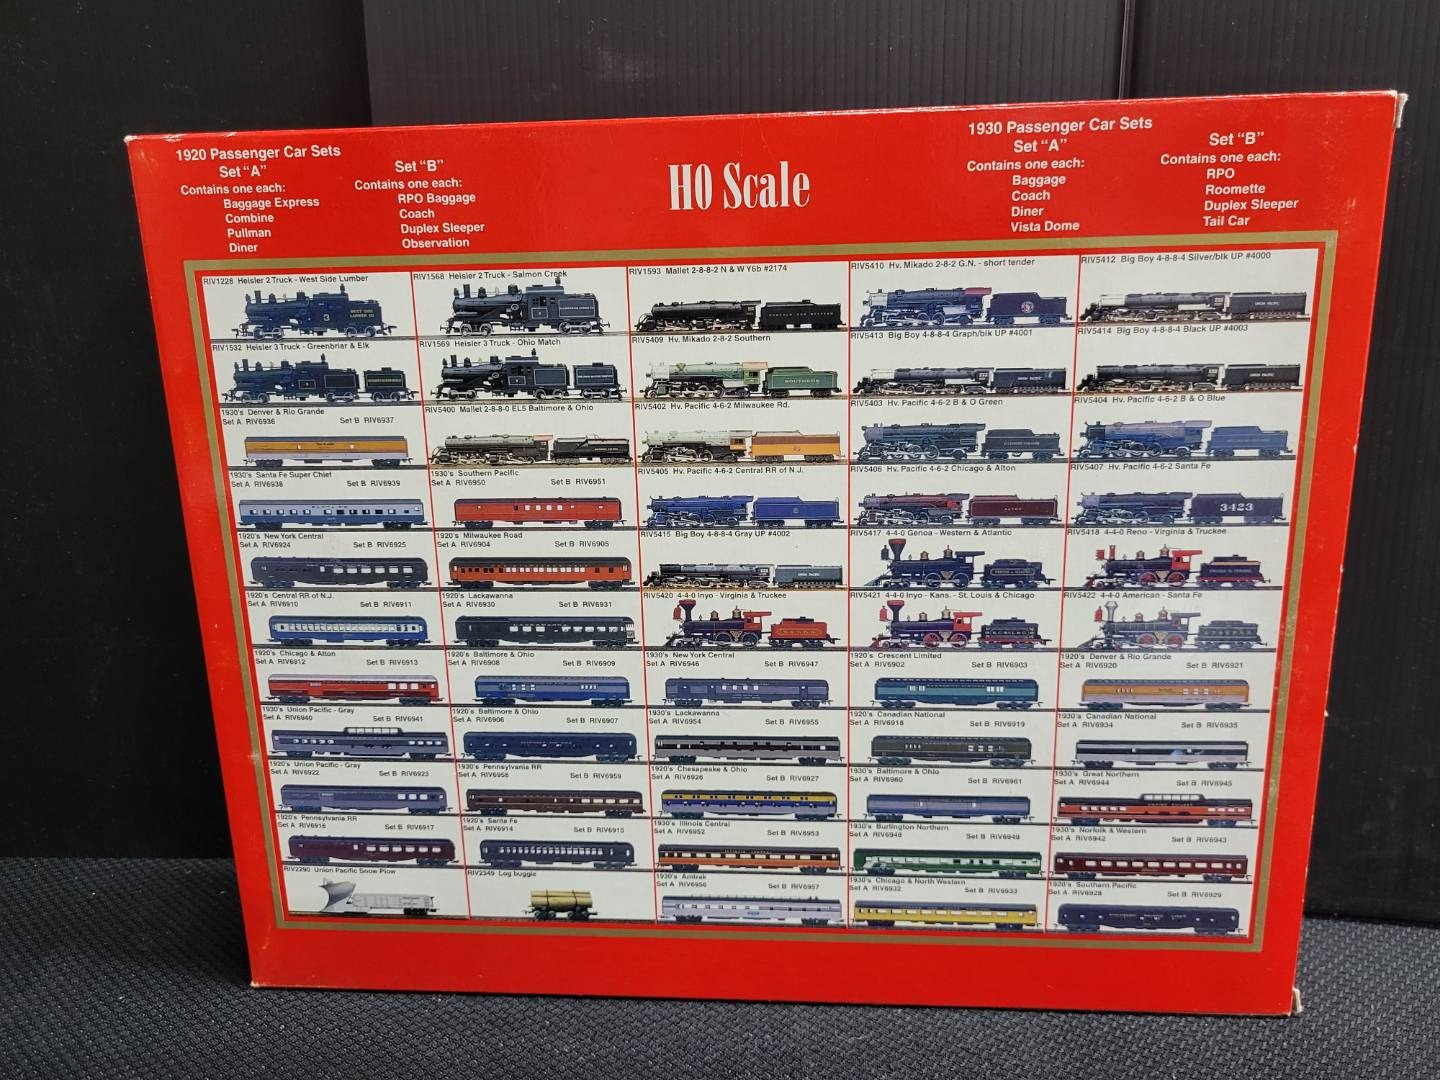 1920 Passenger Car Sets
Set "A"
Contains one each:
Baggage Express
Combine
Pullman
Diner
Set "B"
Contains one each:
RPO Baggage
Coach
Duplex Sleeper
Observation
HO Scale
1930 Passenger Car Sets
Set "A"
Contains one each:
Baggage
Coach
Diner
Vista Dome
Set "B"
Contains one each:
RPO
Roomette
Duplex Sleeper
Tail Car
RIV1228 Heisler 2 Truck - West Side Lumber
3 WEST SIDE LUMBER CO
RIV1532 Heisler 3 Truck - Greenbriar & Elk
1930's Denver & Rio Grande
Set A RIV6936 Set B RIV6937
1930's Santa Fe Super Chief
Set A RIV6938 Set B RIV6939
1920's New York Central
Set A RIV6924 Set B RIV6925
1920's Central RR of N.J.
Set A RIV6910 Set B RIV6911
1920's Chicago & Alton
Set A RIV6912 Set B RIV6913
1930's Union Pacific - Gray
Set A RIV6940 Set B RIV6941
1920's Union Pacific - Gray
Set A RIV6922 Set B RIV6923
1920's Pennsylvania RR
Set A RIV6916 Set B RIV6917
RIV2290 Union Pacific Snow Plow
RIV1568 Heisler 2 Truck - Salmon Creek
RIV1569 Heisler 3 Truck - Ohio Match
RIV5400 Mallet 2-8-8-0 EL5 Baltimore & Ohio
1930's Southern Pacific
Set A RIV6950 Set B RIV6951
1920's Milwaukee Road
Set A RIV6904 Set B RIV6905
1920's Lackawanna
Set A RIV6930 Set B RIV6931
1920's Baltimore & Ohio
Set A RIV6908 Set B RIV6909
1920's Baltimore & Ohio
Set A RIV6906 Set B RIV6907
1930's Pennsylvania RR
Set A RIV6958 Set B RIV6959
1920's Santa Fe
Set A RIV6914 Set B RIV6915
RIV2349 Log buggie
RIV1593 Mallet 2-8-8-2 N & W Y6b #2174
RIV5409 Hv. Mikado 2-8-2 Southern
SOUTHERN
RIV5402 Hv. Pacific 4-6-2 Milwaukee Rd.
RIV5405 Hv. Pacific 4-6-2 Central RR of N.J.
RIV5415 Big Boy 4-8-8-4 Gray UP #4002
RIV5420 4-4-0 Inyo - Virginia & Truckee
1930's New York Central
Set A RIV6946 Set B RIV6947
1930's Lackawanna
Set A RIV6954 Set B RIV6955
1920's Chesapeake & Ohio
Set A RIV6926 Set B RIV6927
1930's Illinois Central
Set A RIV6952 Set B RIV6953
1930's Amtrak
Set A RIV6956 Set B RIV6957
RIV5410 Hv. Mikado 2-8-2 G.N. - short tender
RIV5413 Big Boy 4-8-8-4 Graph/blk UP #4001
RIV5403 Hv. Pacific 4-6-2 B & O Green
RIV5406 Hv. Pacific 4-6-2 Chicago & Alton
RIV5417 4-4-0 Genoa - Western & Atlantic
RIV5421 4-4-0 Inyo - Kans. - St. Louis & Chicago
1920's Crescent Limited
Set A RIV6902 Set B RIV6903
1920's Canadian National
Set A RIV6918 Set B RIV6919
1930's Baltimore & Ohio
Set A RIV6960 Set B RIV6961
1930's Burlington Northern
Set A RIV6948 Set B RIV6949
1930's Chicago & North Western
Set A RIV6932 Set B RIV6933
RIV5412 Big Boy 4-8-8-4 Silver/blk UP #4000
UNION PACIFIC
RIV5414 Big Boy 4-8-8-4 Black UP #4003
RIV5404 Hv. Pacific 4-6-2 B & O Blue
RIV5407 Hv. Pacific 4-6-2 Santa Fe
3423
RIV5418 4-4-0 Reno - Virginia & Truckee
RIV5422 4-4-0 American - Santa Fe
1920's Denver & Rio Grande
Set A RIV6920 Set B RIV6921
1930's Canadian National
Set A RIV6934 Set B RIV6935
1930's Great Northern
Set A RIV6944 Set B RIV6945
1930's Norfolk & Western
Set A RIV6942 Set B RIV6943
1920's Southern Pacific
Set A RIV6928 Set B RIV6929